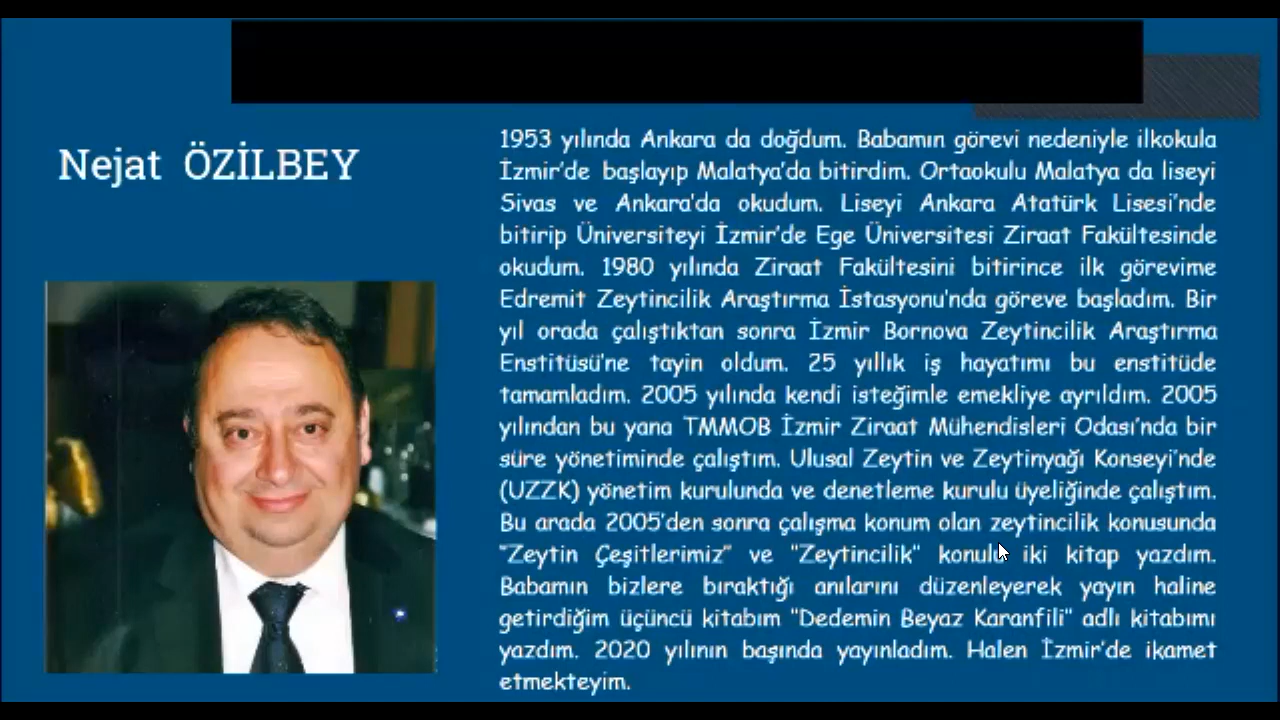 Nejat ÖZİLBEY
1953 yılında Ankara da doğdum. Babamın görevi nedeniyle ilkokula
İzmir’de başlayıp Malatya’da bitirdim. Ortaokulu Malatya da liseyi
Sivas ve Ankara’da okudum. Liseyi Ankara Atatürk Lisesi’nde
bitirip Üniversiteyi İzmir’de Ege Üniversitesi Ziraat Fakültesinde
okudum. 1980 yılında Ziraat Fakültesini bitirince ilk görevime
Edremit Zeytincilik Araştırma İstasyonu’nda göreve başladım. Bir
yıl orada çalıştıktan sonra İzmir Bornova Zeytincilik Araştırma
Enstitüsü’ne tayin oldum. 25 yıllık iş hayatımı bu enstitüde
tamamladım. 2005 yılında kendi isteğimle emekliye ayrıldım. 2005
yılından bu yana TMMOB İzmir Ziraat Mühendisleri Odası’nda bir
süre yönetiminde çalıştım. Ulusal Zeytin ve Zeytinyağı Konseyi’nde
(UZZK) yönetim kurulunda ve denetleme kurulu üyeliğinde çalıştım.
Bu arada 2005’den sonra çalışma konum olan zeytincilik konusunda
“Zeytin Çeşitlerimiz” ve “Zeytincilik” konulu iki kitap yazdım.
Babamın bizlere bıraktığı anılarını düzenleyerek yayın haline
getirdiğim üçüncü kitabım “Dedemin Beyaz Karanfili” adlı kitabımı
yazdım. 2020 yılının başında yayınladım. Halen İzmir’de ikamet
etmekteyim.